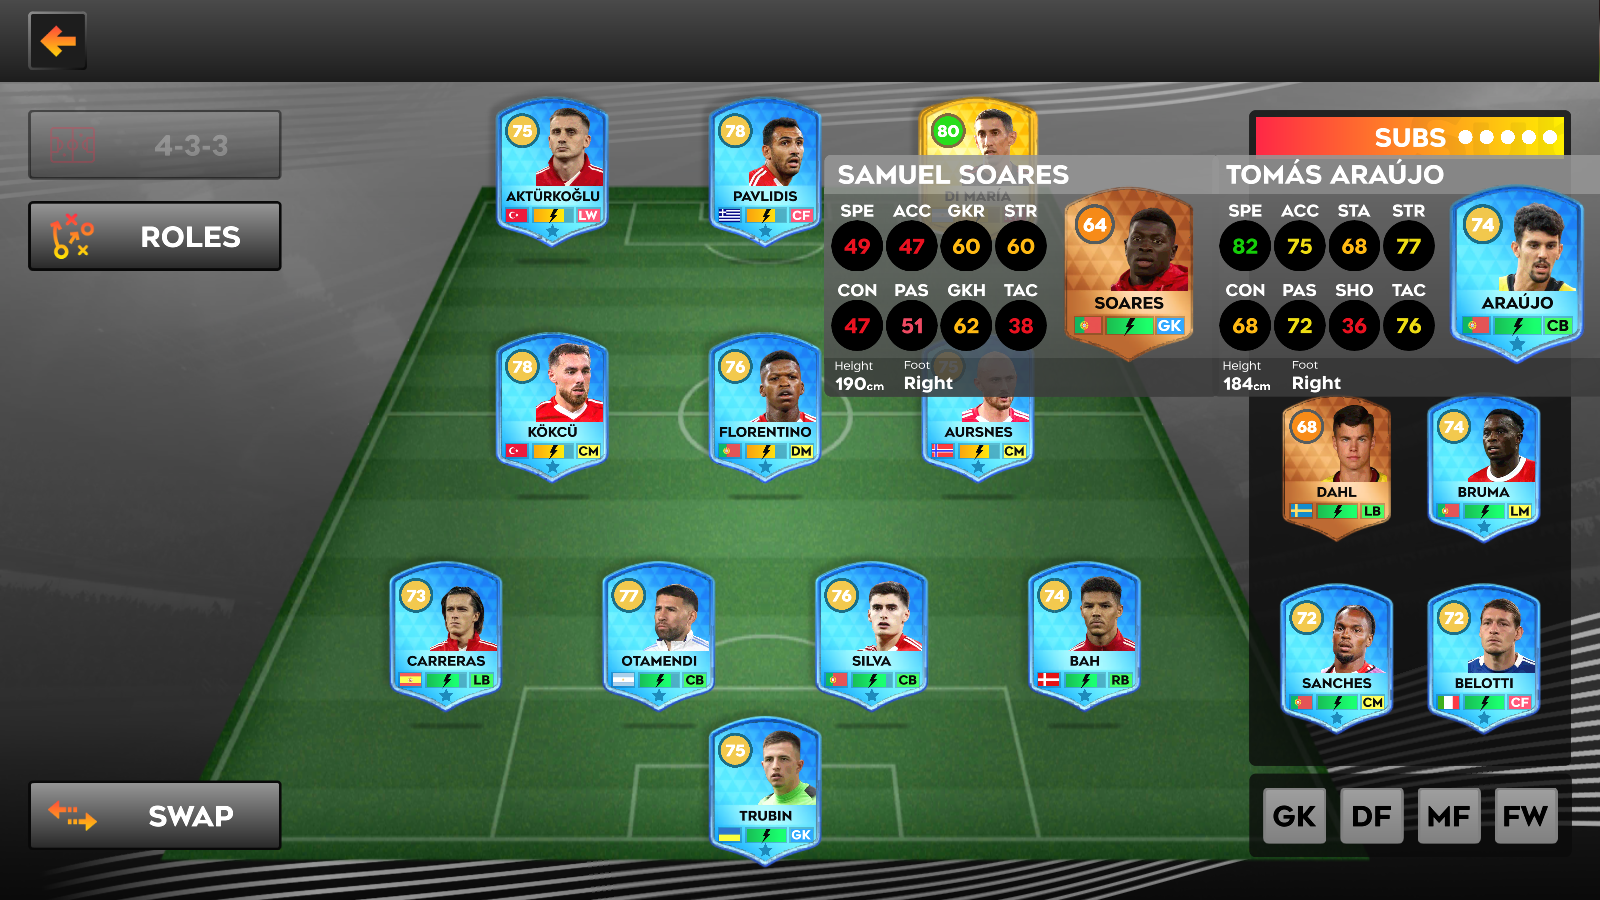 4-3-3
ROLES
SWAP
75
AKTÜRKOĞLU
LW
78
PAVLIDIS
CF
80
DI MARÍA
SUBS
SAMUEL SOARES
SPE ACC GKR STR
49 47 60 60
CON PAS GKH TAC
47 51 62 38
Height Foot
190cm Right
64
SOARES
GK
TOMÁS ARAÚJO
SPE ACC STA STR
82 75 68 77
CON PAS SHO TAC
68 72 36 76
Height Foot
184cm Right
74
ARAÚJO
CB
78
KÖKCÜ
CM
76
FLORENTINO
DM
75
AURSNES
CM
68
DAHL
LB
74
BRUMA
LM
73
CARRERAS
LB
77
OTAMENDI
CB
76
SILVA
CB
74
BAH
RB
72
SANCHES
CM
72
BELOTTI
CF
75
TRUBIN
GK
GK DF MF FW